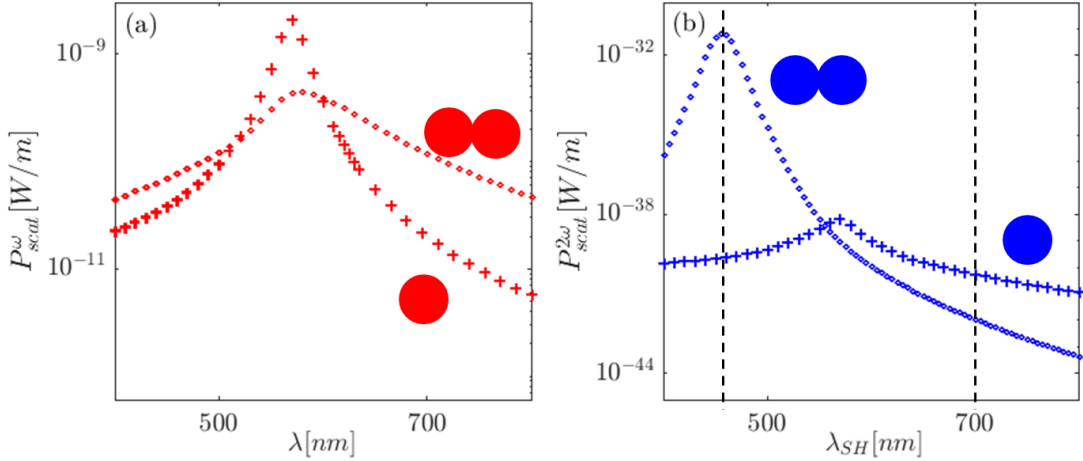 (a)
10⁻⁹
10⁻¹¹
P^ω_scat [W/m]
500
700
λ[nm]
(b)
10⁻³²
10⁻³⁸
10⁻⁴⁴
P^2ω_scat [W/m]
500
700
λ_SH[nm]